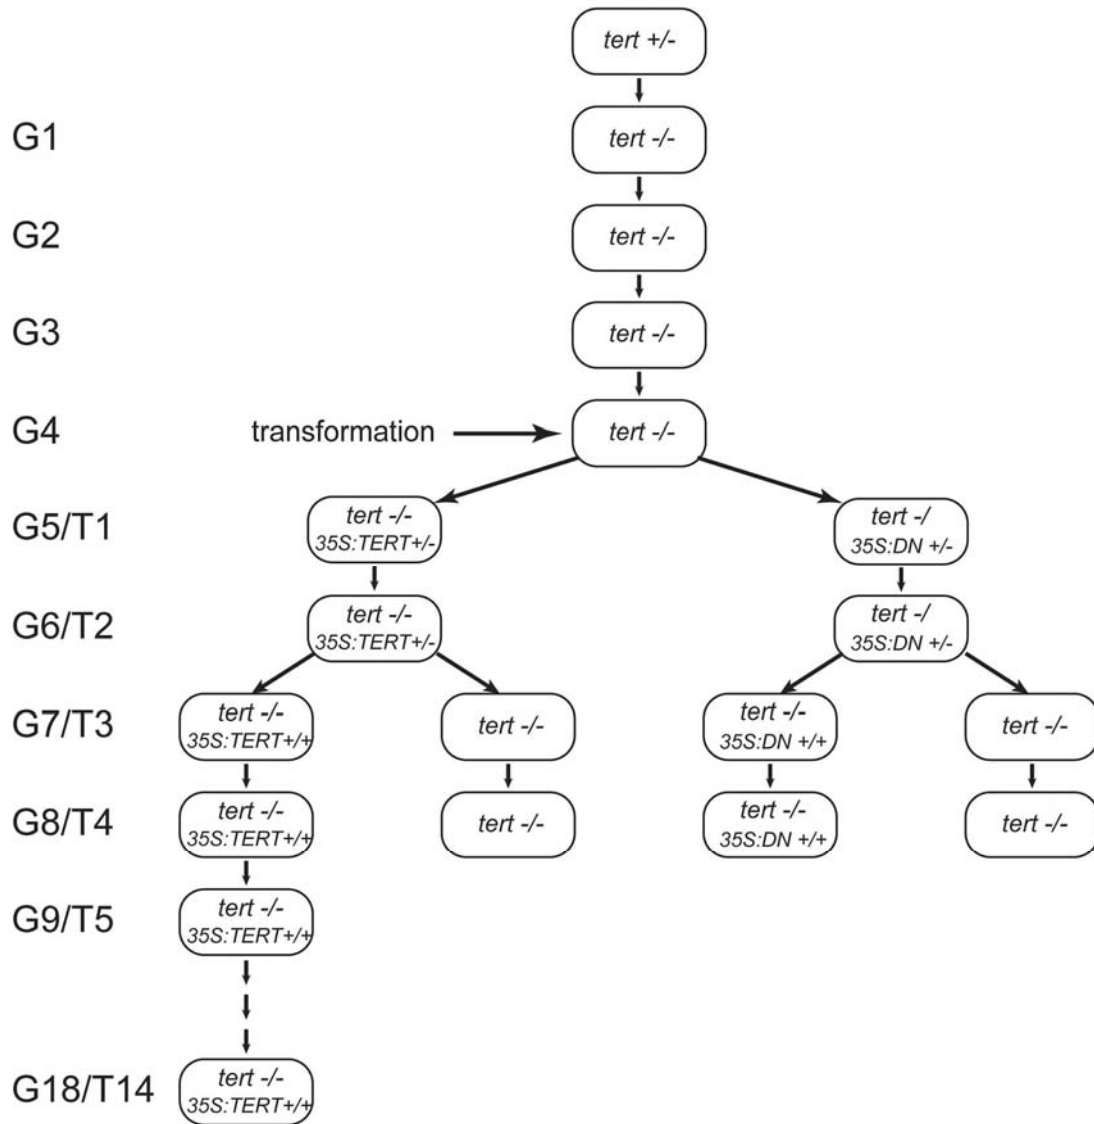 tert +/-
G1
tert -/-
G2
tert -/-
G3
tert -/-
G4
transformation
tert -/-
G5/T1
tert -/-
35S:TERT+/-
tert -/
35S:DN +/-
G6/T2
tert -/-
35S:TERT+/-
tert -/
35S:DN +/-
G7/T3
tert -/-
35S:TERT+/+
tert -/-
tert -/-
35S:DN +/+
tert -/-
G8/T4
tert -/-
35S:TERT+/+
tert -/-
tert -/-
35S:DN +/+
tert -/-
G9/T5
tert -/-
35S:TERT+/+
G18/T14
tert -/-
35S:TERT+/+